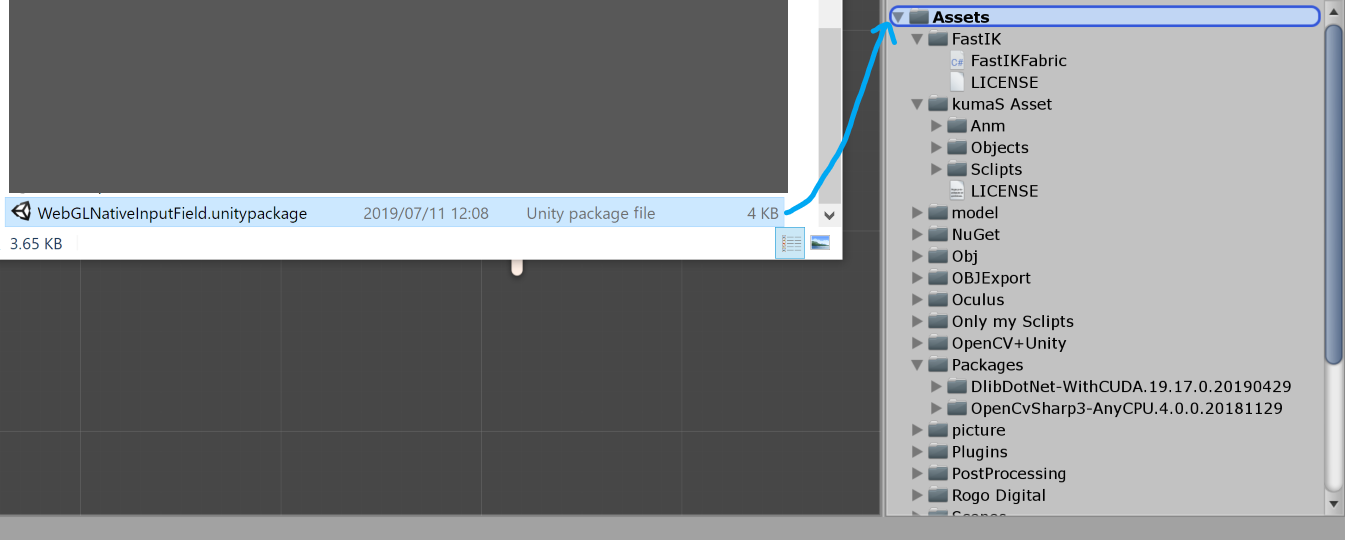 WebGLNativeInputField.unitypackage 2019/07/11 12:08 Unity package file 4 KB
3.65 KB
Assets
FastIK
C# FastIKFabric
LICENSE
kumaS Asset
Anm
Objects
Sclipts
LICENSE
model
NuGet
Obj
OBJExport
Oculus
Only my Sclipts
OpenCV+Unity
Packages
DlibDotNet-WithCUDA.19.17.0.20190429
OpenCvSharp3-AnyCPU.4.0.0.20181129
picture
Plugins
PostProcessing
Rogo Digital